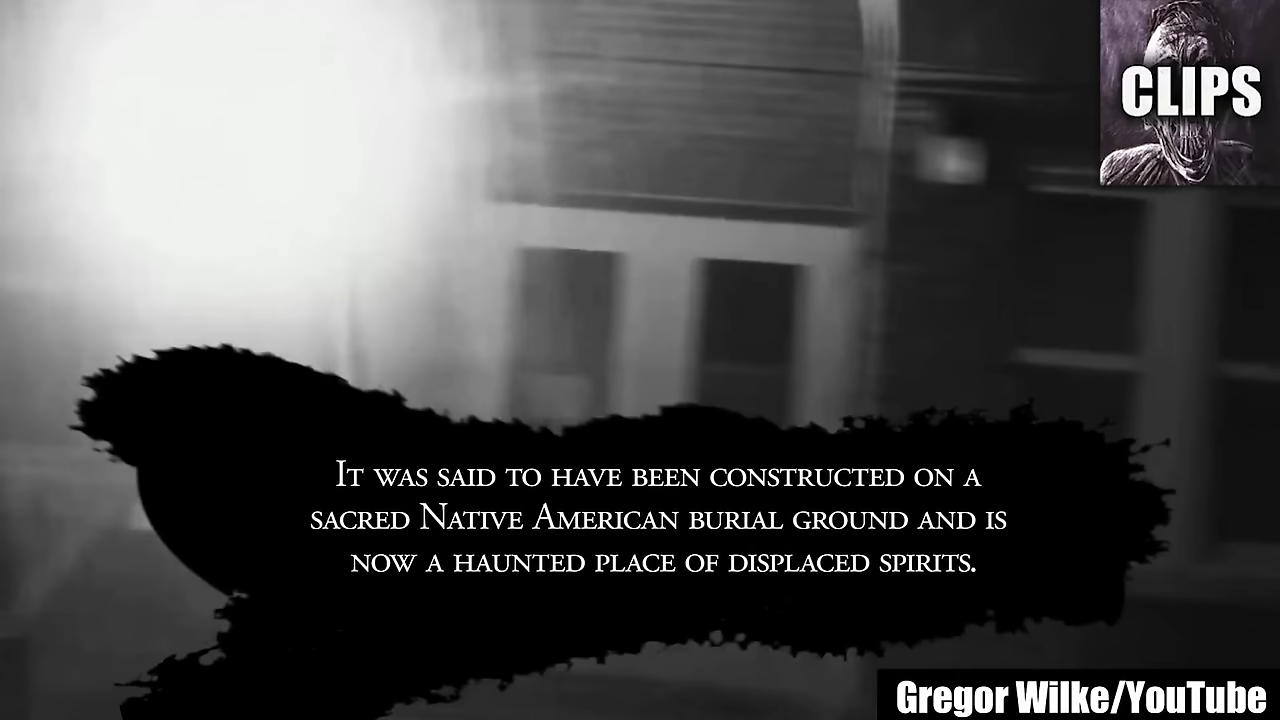 CLIPS
It was said to have been constructed on a
sacred Native American burial ground and is
now a haunted place of displaced spirits.
Gregor Wilke/YouTube